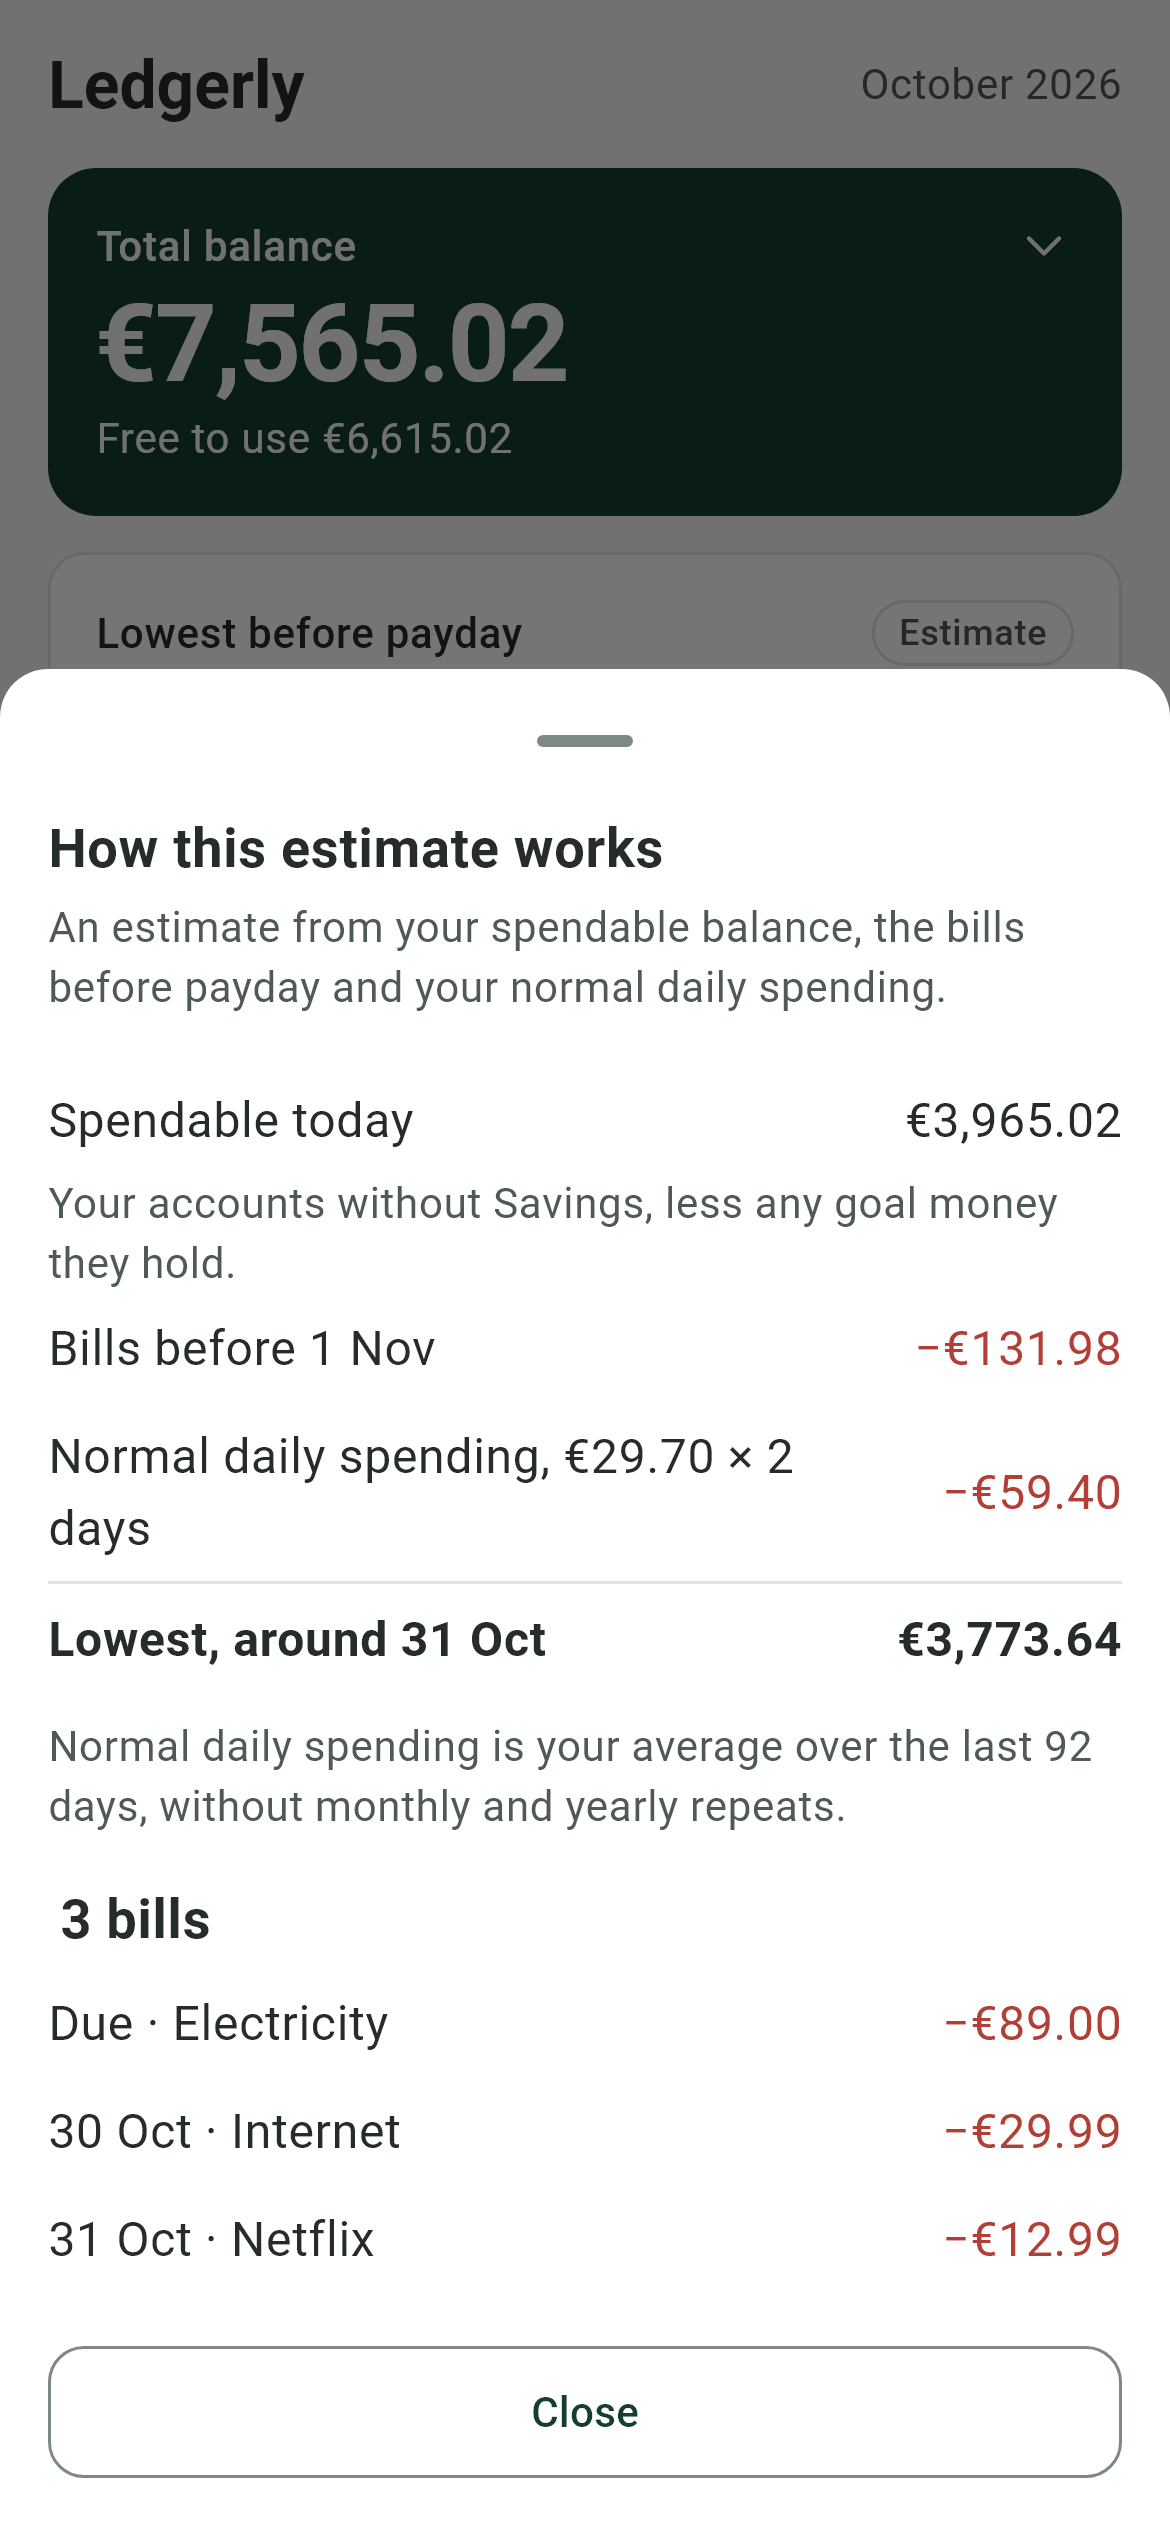 Ledgerly
October 2026
Total balance
€7,565.02
Free to use €6,615.02
Lowest before payday
Estimate
How this estimate works
An estimate from your spendable balance, the bills
before payday and your normal daily spending.
Spendable today
€3,965.02
Your accounts without Savings, less any goal money
they hold.
Bills before 1 Nov
−€131.98
Normal daily spending, €29.70 × 2
days
−€59.40
Lowest, around 31 Oct
€3,773.64
Normal daily spending is your average over the last 92
days, without monthly and yearly repeats.
3 bills
Due · Electricity
−€89.00
30 Oct · Internet
−€29.99
31 Oct · Netflix
−€12.99
Close